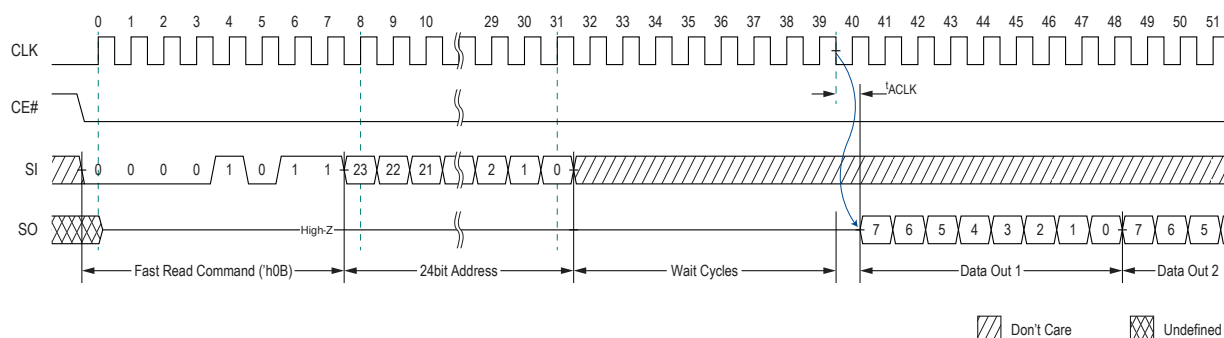 0 1 2 3 4 5 6 7 8 9 10 29 30 31 32 33 34 35 36 37 38 39 40 41 42 43 44 45 46 47 48 49 50 51
CLK
tACLK
CE#
SI 0 0 0 0 1 0 1 1 23 22 21 2 1 0
SO High-Z 7 6 5 4 3 2 1 0 7 6 5
Fast Read Command ('h0B) 24bit Address Wait Cycles Data Out 1 Data Out 2
Don't Care Undefined